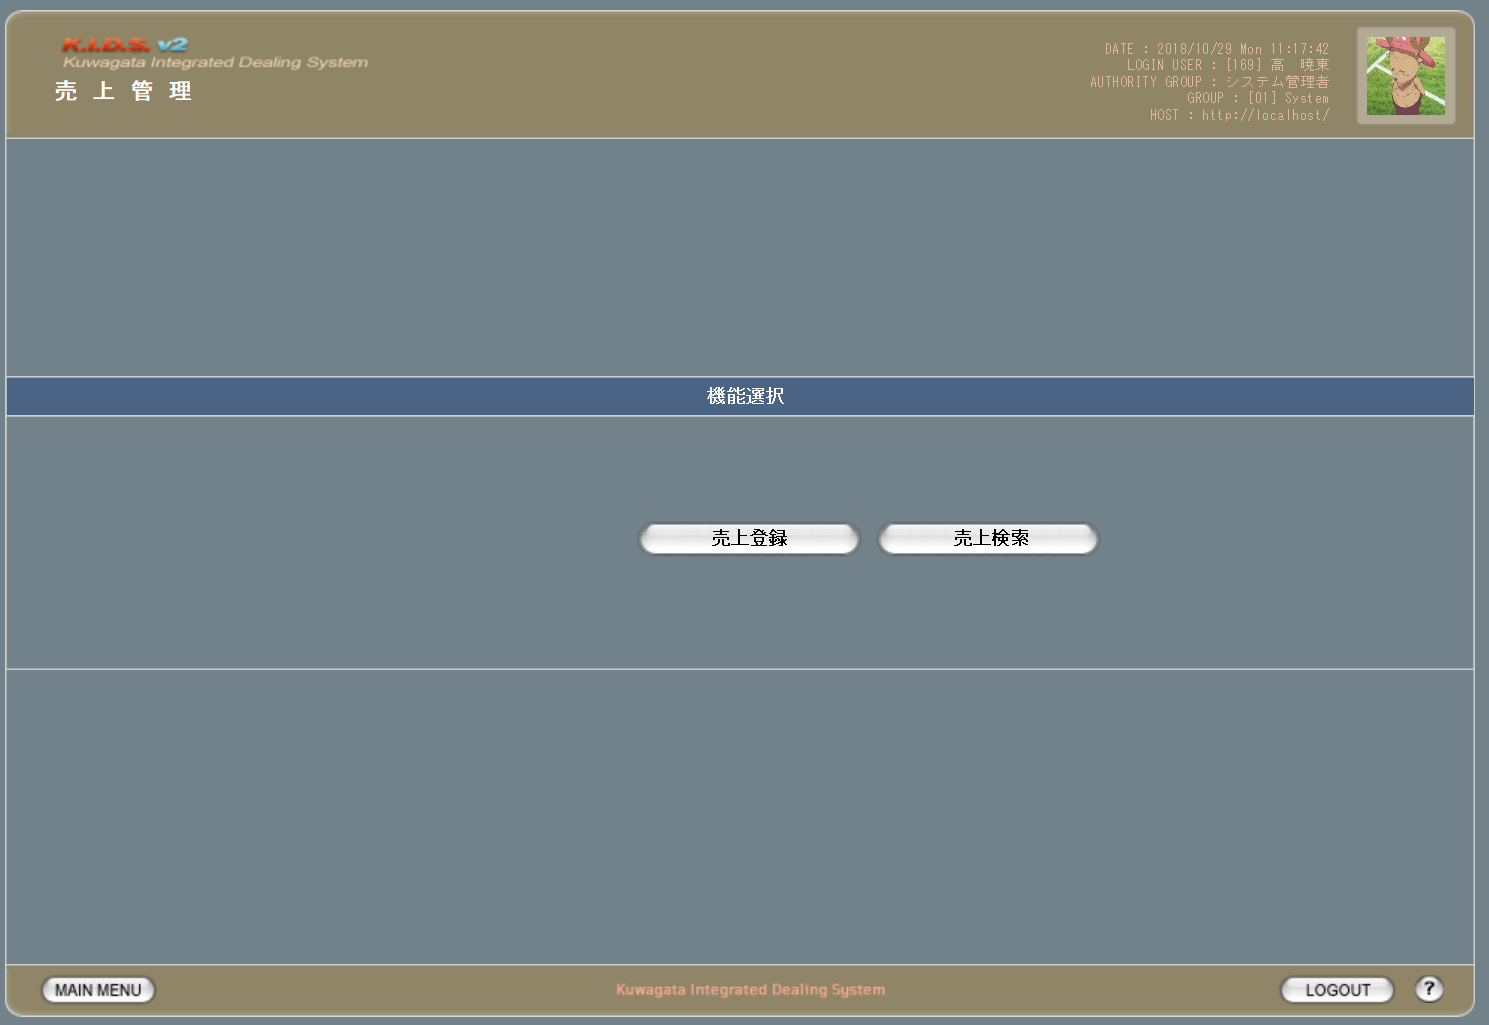 K.I.D.S. v2
Kuwagata Integrated Dealing System
売上管理
DATE : 2018/10/29 Mon 11:17:42
LOGIN USER : [169] 高　暁東
AUTHORITY GROUP : システム管理者
GROUP : [01] System
HOST : http://localhost/
機能選択
売上登録
売上検索
MAIN MENU
Kuwagata Integrated Dealing System
LOGOUT
?